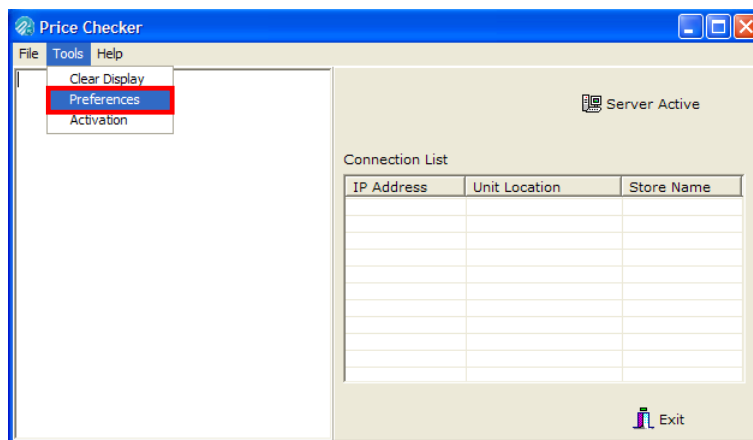 Price Checker
File Tools Help
Clear Display
Preferences
Activation
Server Active
Connection List
IP Address Unit Location Store Name
Exit